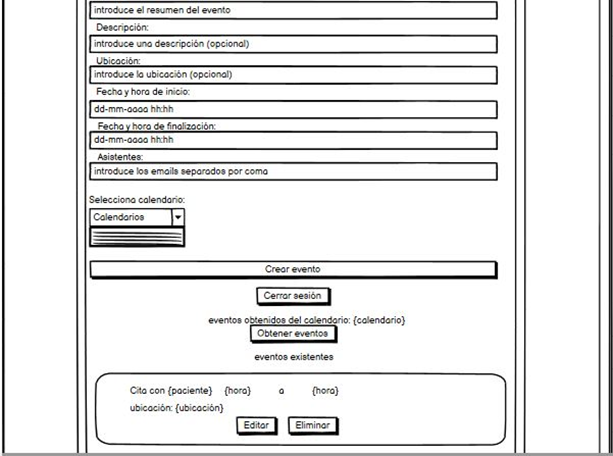 introduce el resumen del evento
Descripción:
introduce una descripción (opcional)
Ubicación:
introduce la ubicación (opcional)
Fecha y hora de inicio:
dd-mm-aaaa hh:hh
Fecha y hora de finalización:
dd-mm-aaaa hh:hh
Asistentes:
introduce los emails separados por coma
Selecciona calendario:
Calendarios
Crear evento
Cerrar sesión
eventos obtenidos del calendario: {calendario}
Obtener eventos
eventos existentes
Cita con {paciente} {hora} a {hora}
ubicación: {ubicación}
Editar Eliminar